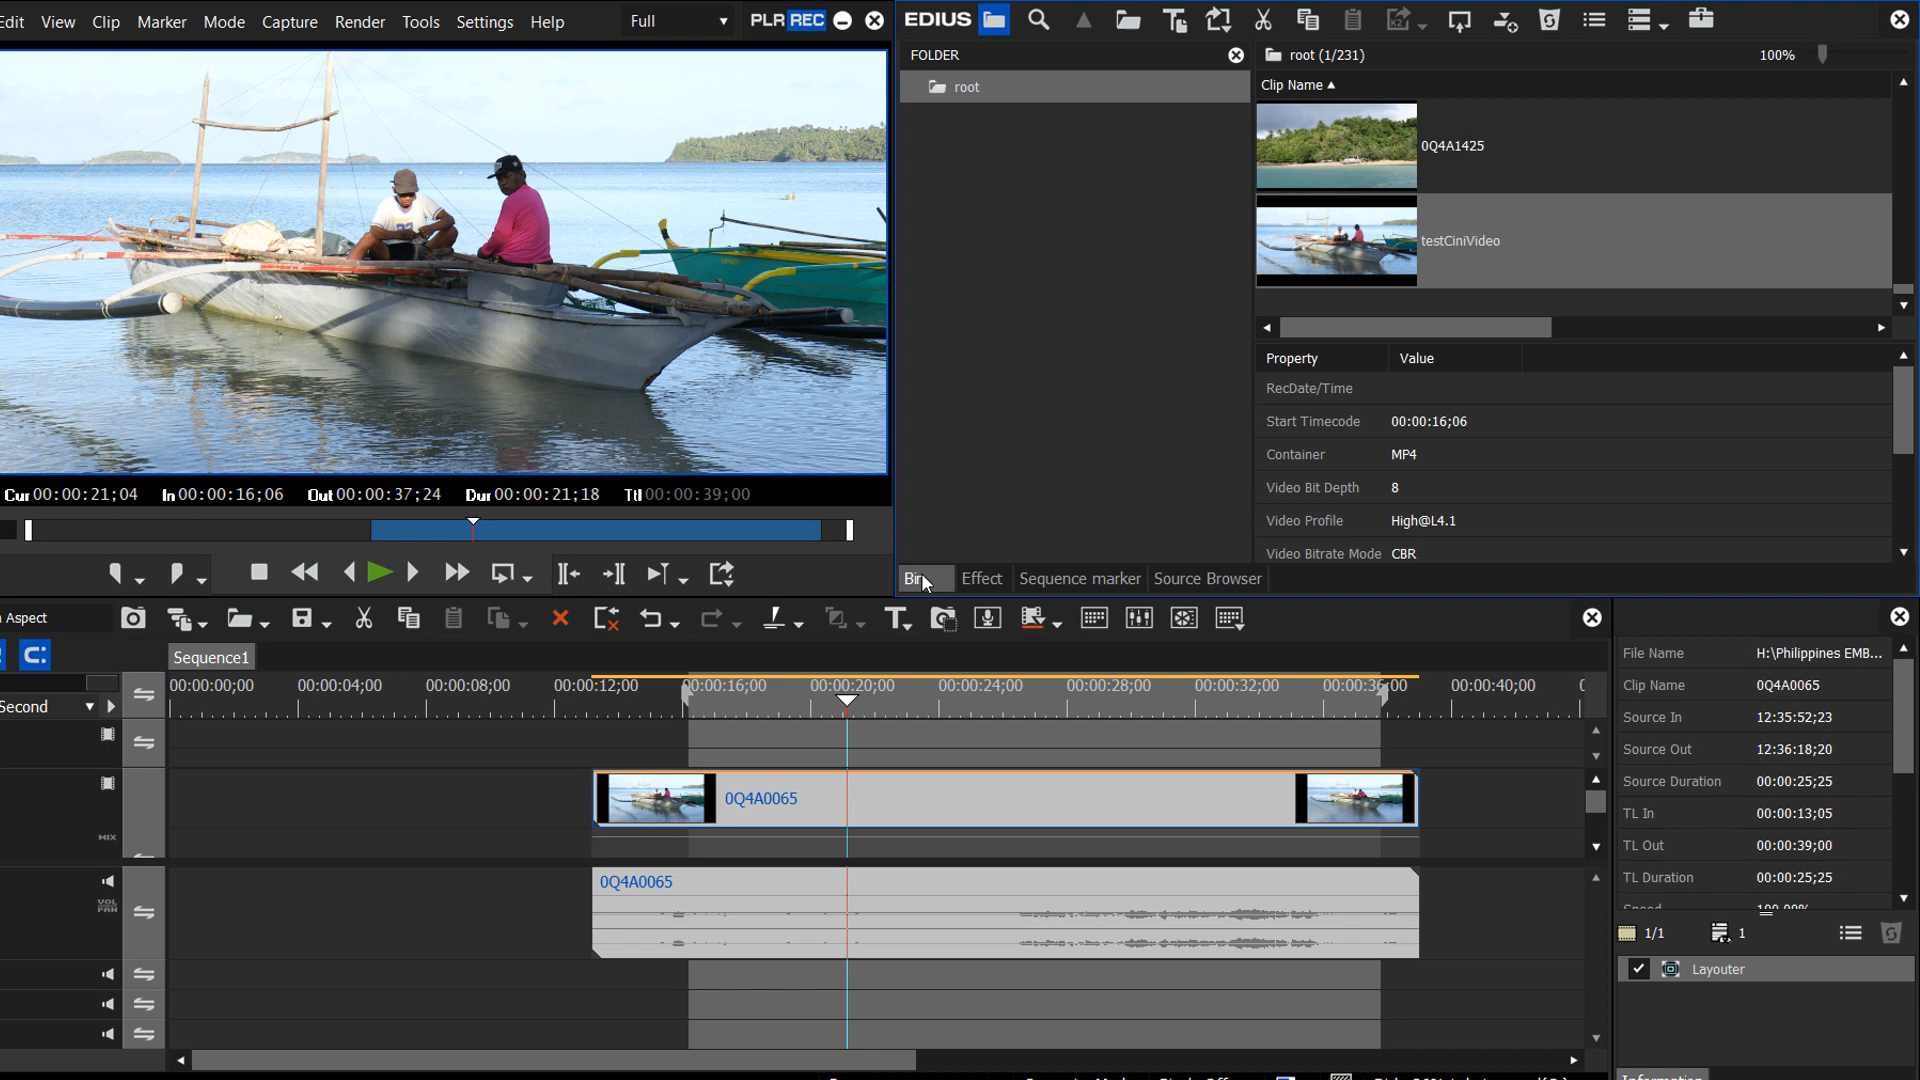 Edit View Clip Marker Mode Capture Render Tools Settings Help Full PLR REC
EDIUS
FOLDER
root
root (1/231) 100%
Clip Name
0Q4A1425
testCiniVideo
Property Value
RecDate/Time
Start Timecode 00:00:16;06
Container MP4
Video Bit Depth 8
Video Profile High@L4.1
Video Bitrate Mode CBR
Cur 00:00:21;04 In 00:00:16;06 Out 00:00:37;24 Dur 00:00:21;18 Ttl 00:00:39;00
Bin Effect Sequence marker Source Browser
Aspect
Sequence1
00:00:00;00 00:00:04;00 00:00:08;00 00:00:12;00 00:00:16;00 00:00:20;00 00:00:24;00 00:00:28;00 00:00:32;00 00:00:36;00 00:00:40;00
Second
0Q4A0065
MIX
0Q4A0065
VOL
PAN
File Name H:\Philippines EMB...
Clip Name 0Q4A0065
Source In 12:35:52;23
Source Out 12:36:18;20
Source Duration 00:00:25;25
TL In 00:00:13;05
TL Out 00:00:39;00
TL Duration 00:00:25;25
Speed 100.00%
1/1 1
Layouter
Information